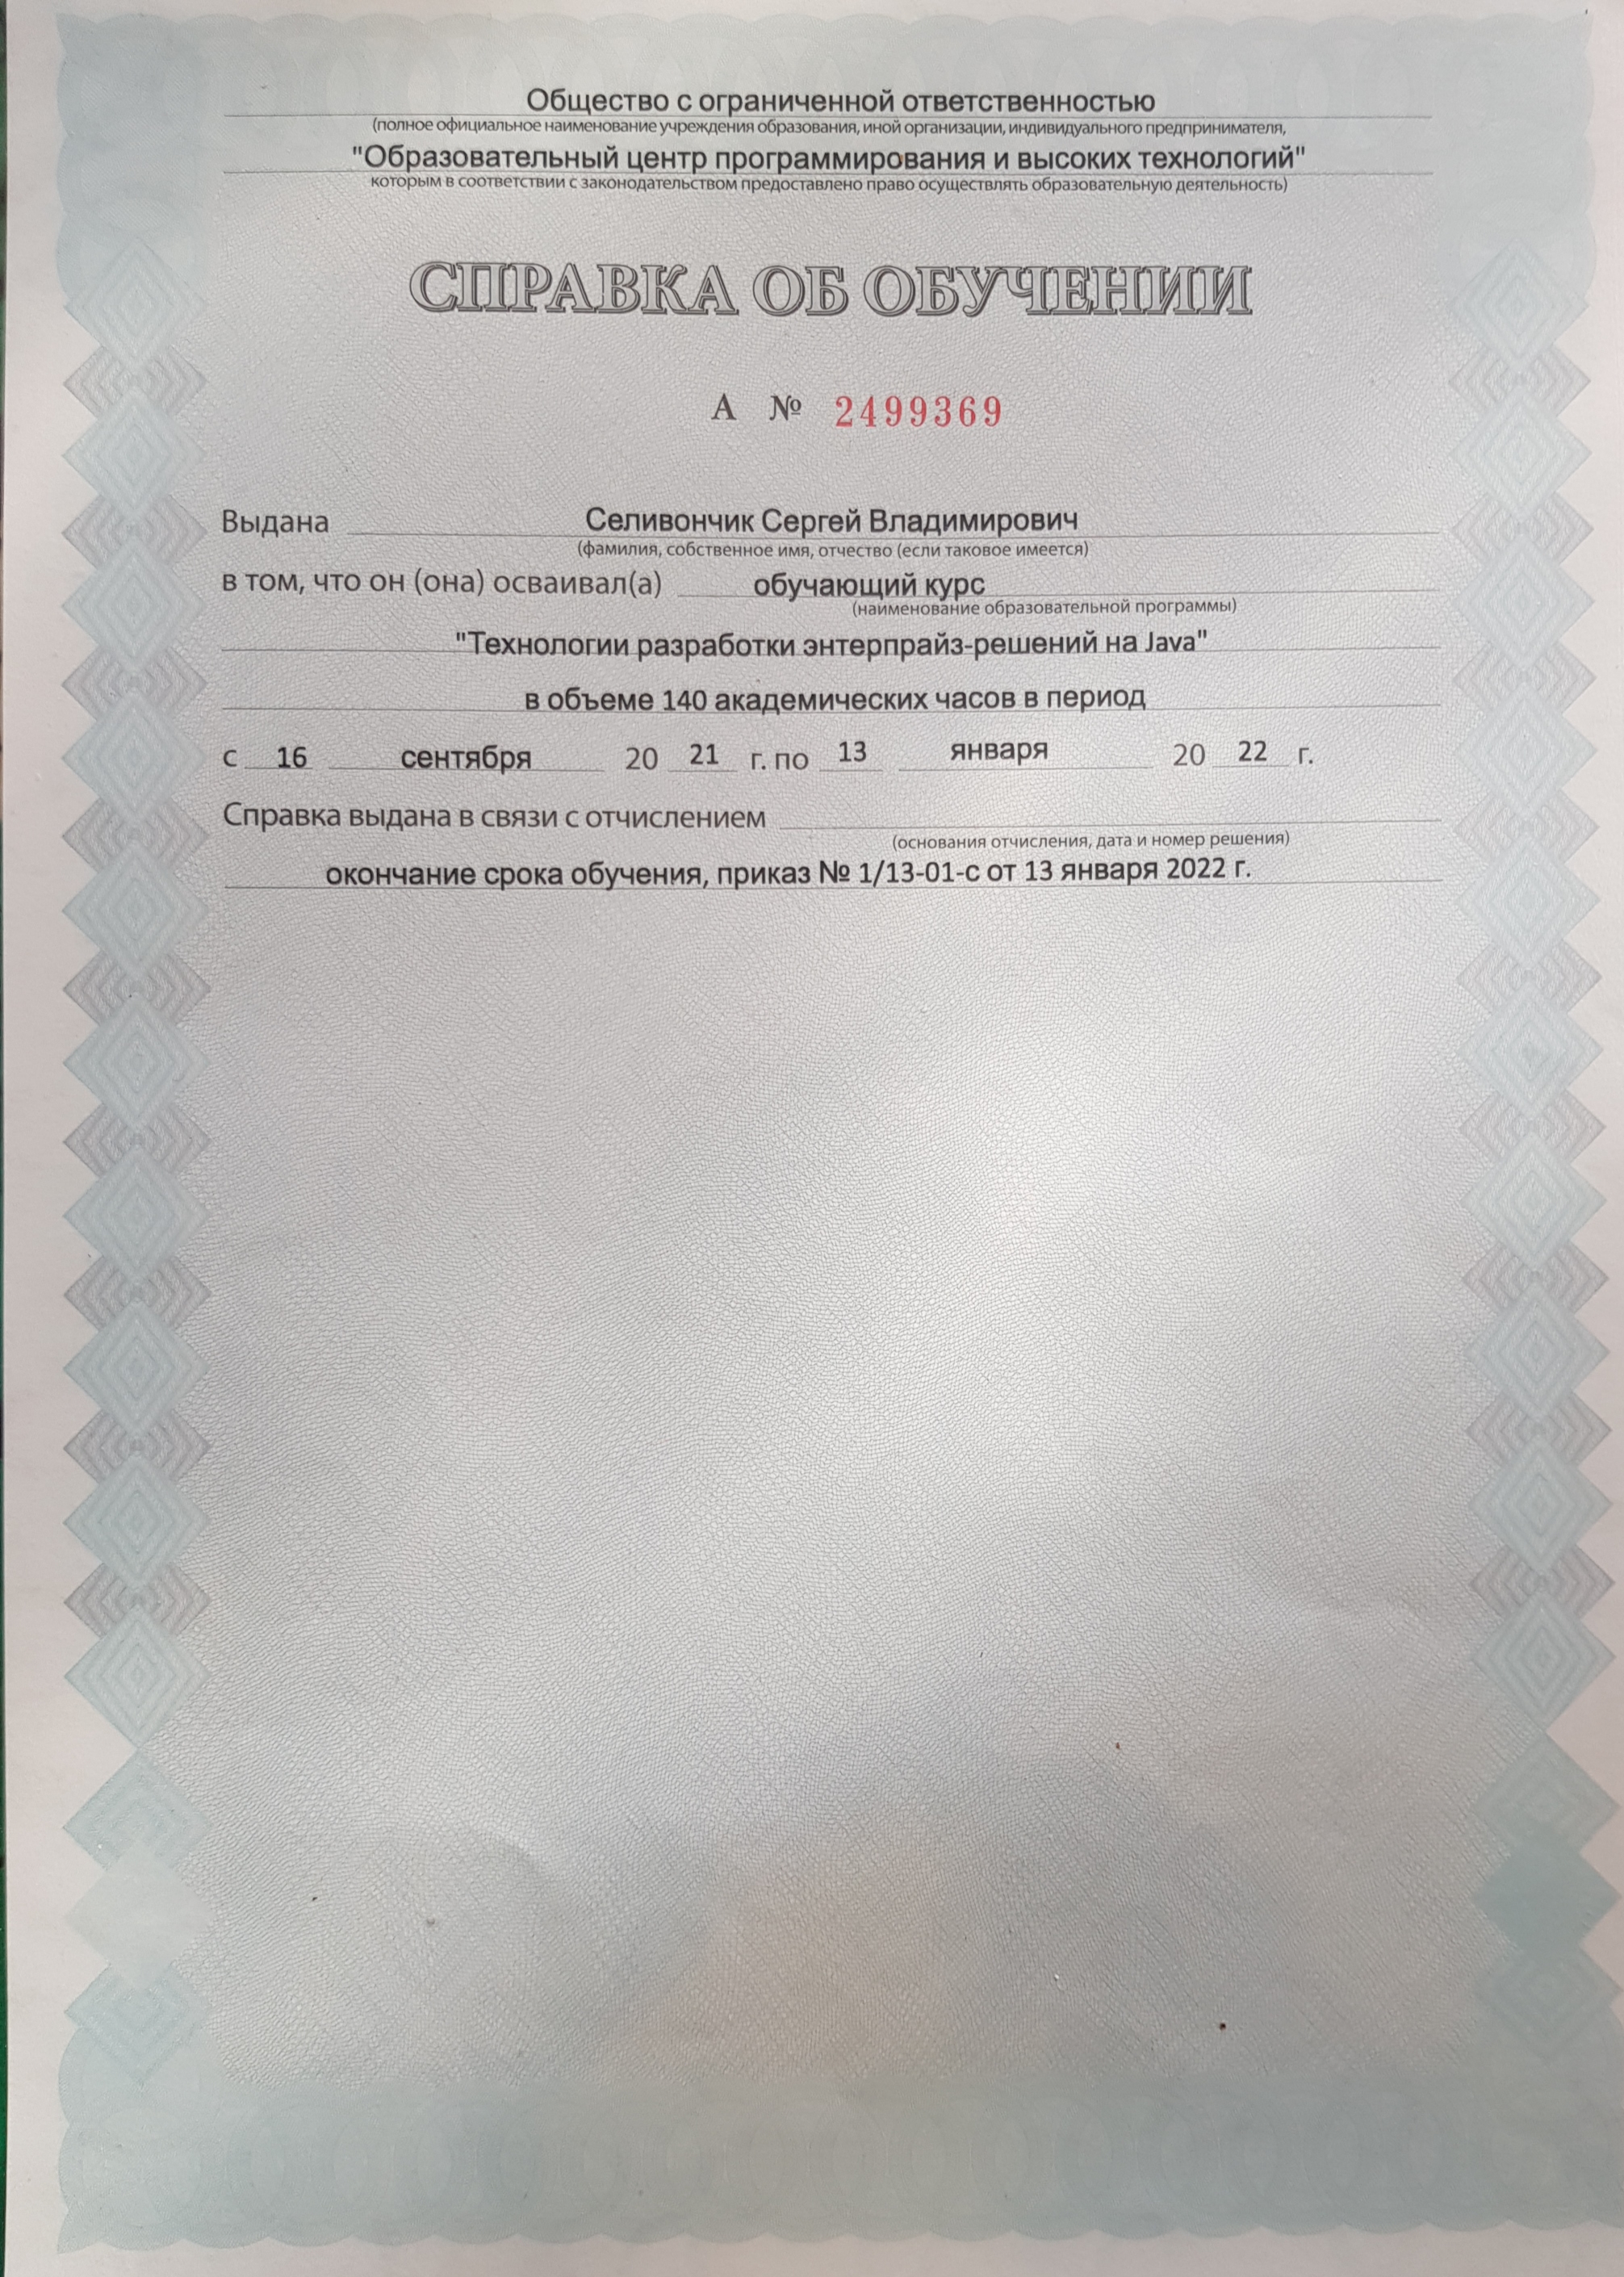 Общество с ограниченной ответственностью
(полное официальное наименование учреждения образования, иной организации, индивидуального предпринимателя,
"Образовательный центр программирования и высоких технологий"
которым в соответствии с законодательством предоставлено право осуществлять образовательную деятельность)
СПРАВКА ОБ ОБУЧЕНИИ
А № 2499369
Выдана Селивончик Сергей Владимирович
(фамилия, собственное имя, отчество (если таковое имеется)
в том, что он (она) осваивал(а) обучающий курс
(наименование образовательной программы)
"Технологии разработки энтерпрайз-решений на Java"
в объеме 140 академических часов в период
с 16 сентября 20 21 г. по 13 января 20 22 г.
Справка выдана в связи с отчислением
(основания отчисления, дата и номер решения)
окончание срока обучения, приказ № 1/13-01-с от 13 января 2022 г.